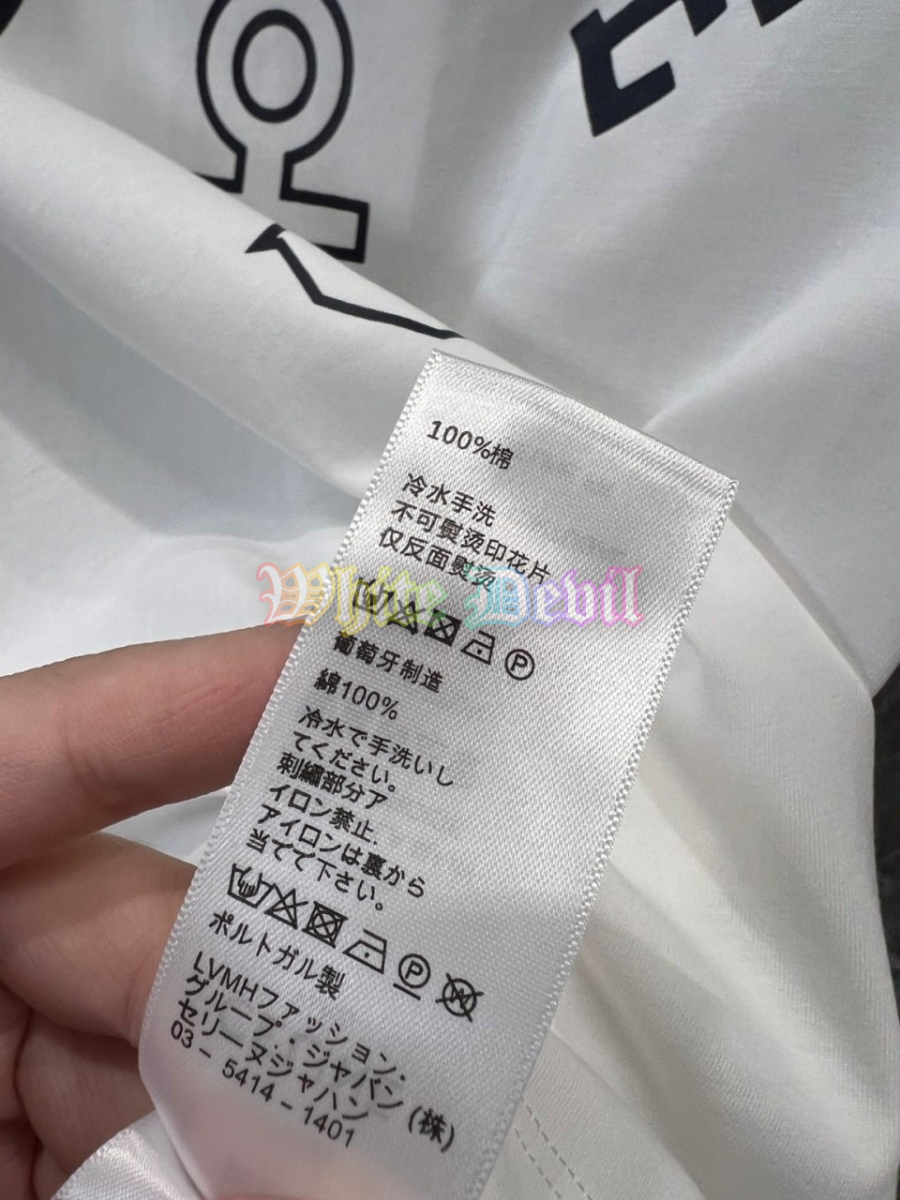 100%棉
冷水手洗
不可熨烫印花片
仅反面熨烫
White Devil
P
葡萄牙制造
綿100%
冷水で手洗いし
てください。
刺繍部分ア
イロン禁止.
アイロンは裏から
当てて下さい。
P
W
ポルトガル製
LVMHファッション.
グループ.ジャパン(株)
セリーヌジャハン
03-5414-1401